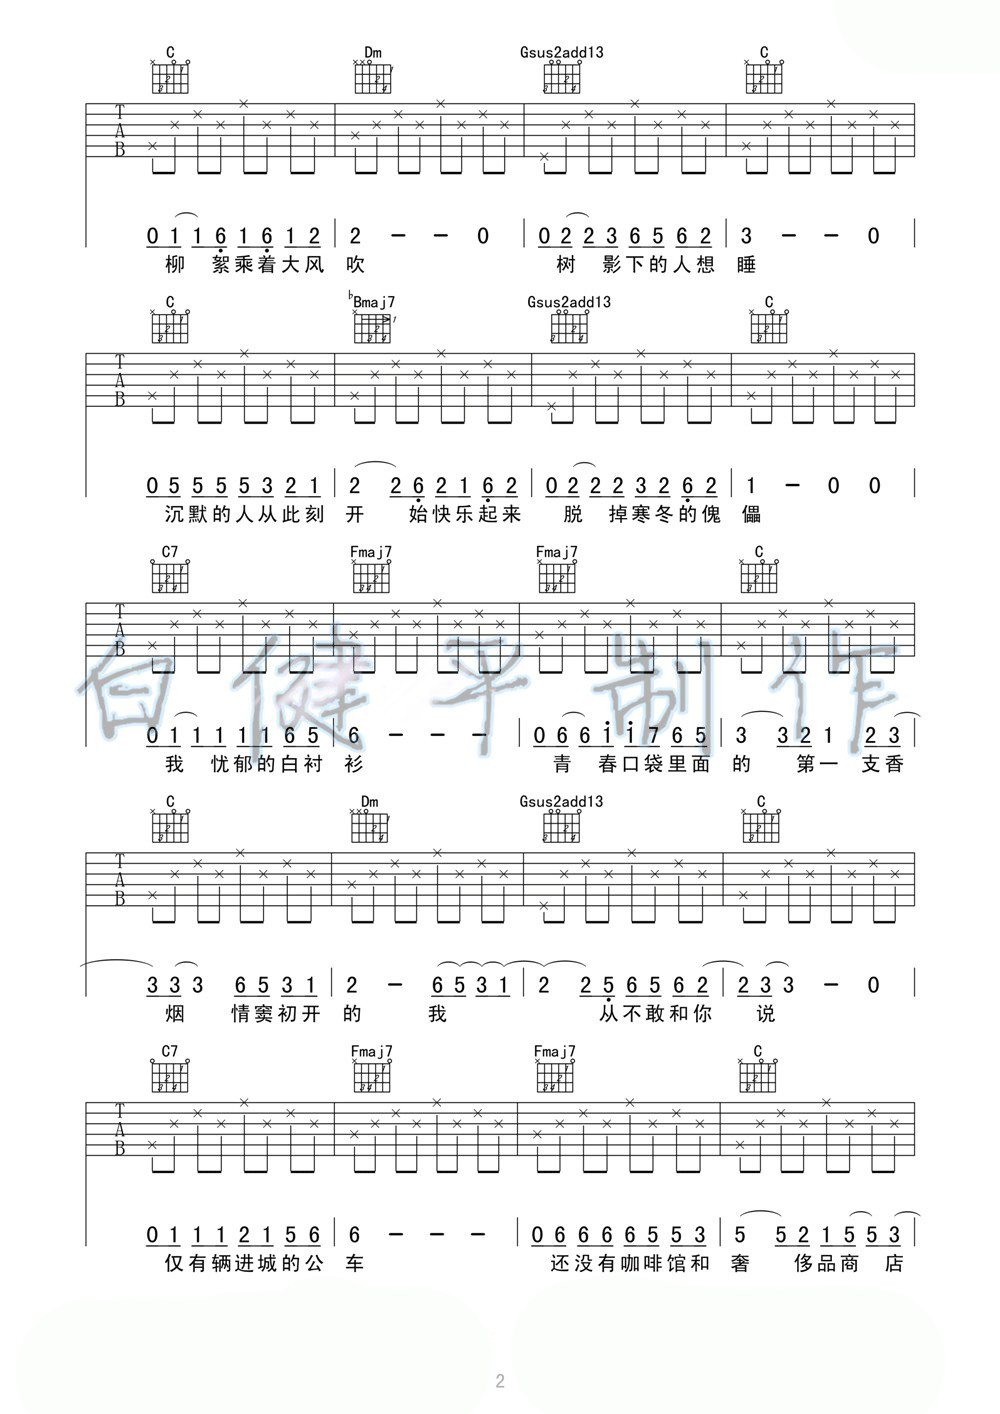 C Dm Gsus2add13 C
T A B
0 1 1 6 1 6 1 2 | 2 - - 0 | 0 2 2 3 6 5 6 2 | 3 - - 0
柳 絮乘着大风吹 树 影下的人想睡
C ♭Bmaj7 Gsus2add13 C
T A B
0 5 5 5 5 3 2 1 | 2 2 6 2 1 6 2 | 0 2 2 2 3 2 6 2 | 1 - 0 0
沉默的人从此刻开 始快乐起来 脱 掉寒冬的傀儡
C7 Fmaj7 Fmaj7 C
T A B
白健平制作
0 1 1 1 1 1 6 5 | 6 - - - | 0 6 6 1 1 7 6 5 | 3 3 2 1 2 3
我 忧郁的白衬衫 青 春口袋里面的 第一 支香
C Dm Gsus2add13 C
T A B
3 3 3 6 5 3 1 | 2 - 6 5 3 1 | 2 2 5 6 5 6 2 | 2 3 3 - 0
烟 情窦初开的 我 从不敢和你 说
C7 Fmaj7 Fmaj7 C
T A B
0 1 1 1 2 1 5 6 | 6 - - - | 0 6 6 6 6 5 5 3 | 5 5 2 1 5 5 3
仅有辆进城的公车 还没有咖啡馆和 奢 侈品商 店
2